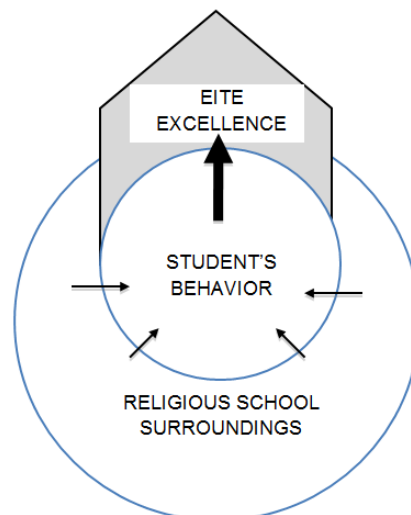 EITE
EXCELLENCE
STUDENT'S
BEHAVIOR
RELIGIOUS SCHOOL
SURROUNDINGS